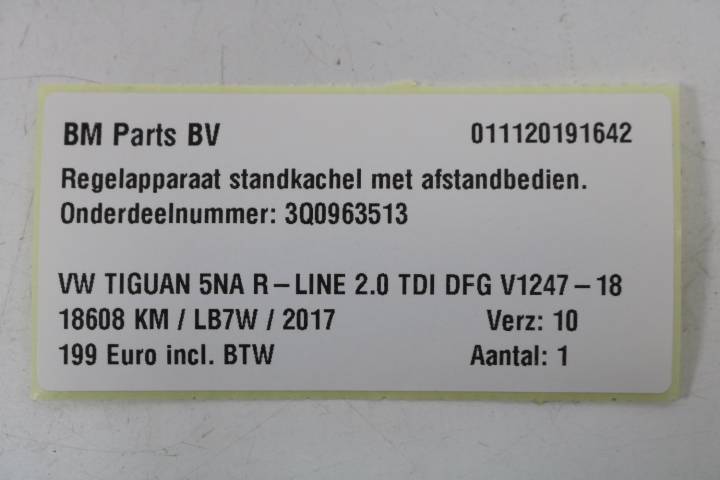 BM Parts BV 011120191642
Regelapparaat standkachel met afstandbedien.
Onderdeelnummer: 3Q0963513
VW TIGUAN 5NA R-LINE 2.0 TDI DFG V1247-18
18608 KM / LB7W / 2017 Verz: 10
199 Euro incl. BTW Aantal: 1